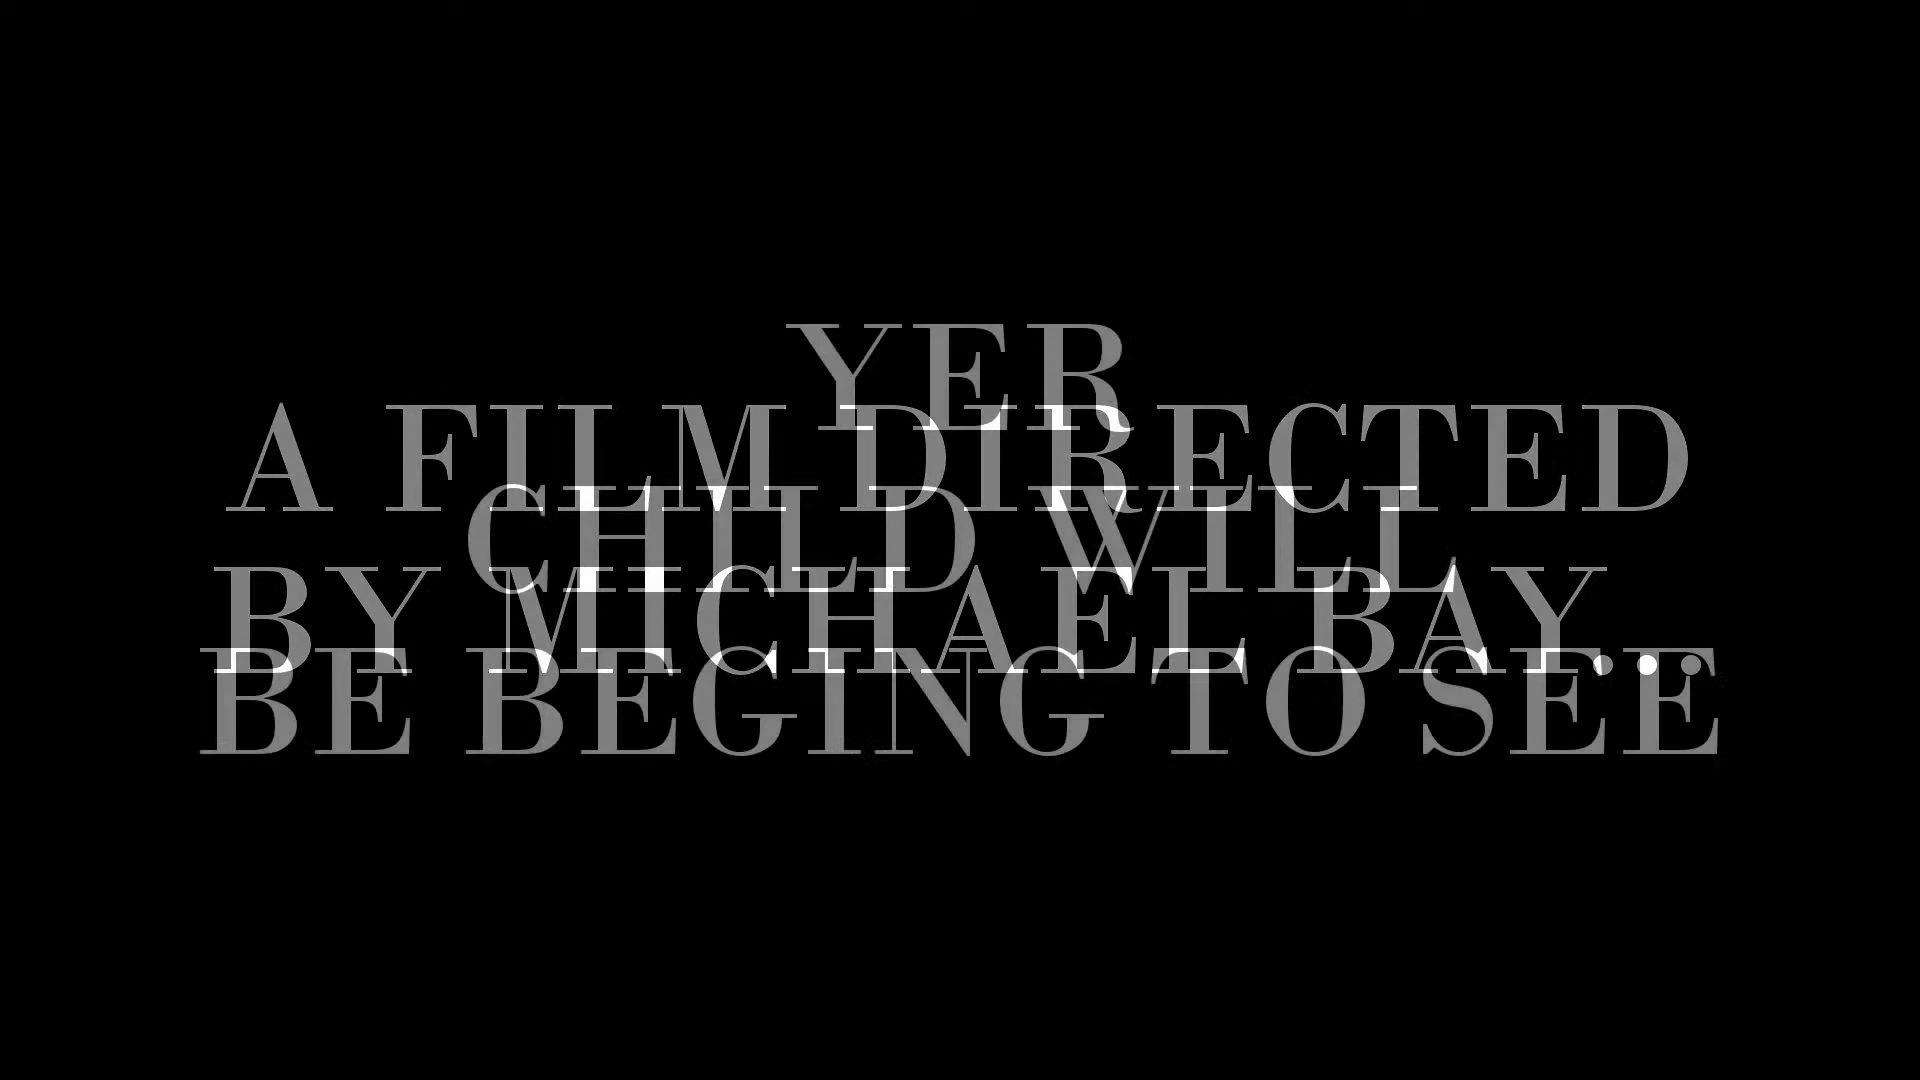 YER
CHILD WILL
BE BEGING TO SEE
A FILM DIRECTED
BY MICHAEL BAY...